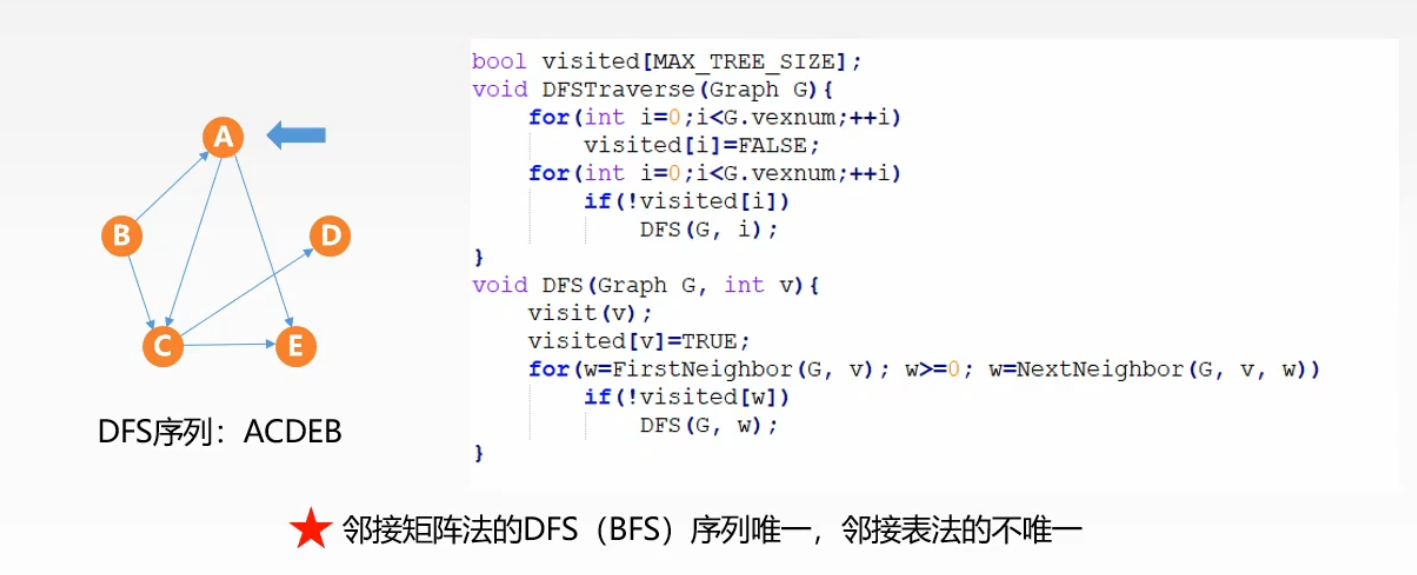 A
B
D
C
E
DFS序列：ACDEB
bool visited[MAX_TREE_SIZE];
void DFSTraverse(Graph G){
    for(int i=0;i<G.vexnum;++i)
        visited[i]=FALSE;
    for(int i=0;i<G.vexnum;++i)
        if(!visited[i])
            DFS(G, i);
}
void DFS(Graph G, int v){
    visit(v);
    visited[v]=TRUE;
    for(w=FirstNeighbor(G, v); w>=0; w=NextNeighbor(G, v, w))
        if(!visited[w])
            DFS(G, w);
}
邻接矩阵法的DFS（BFS）序列唯一，邻接表法的不唯一